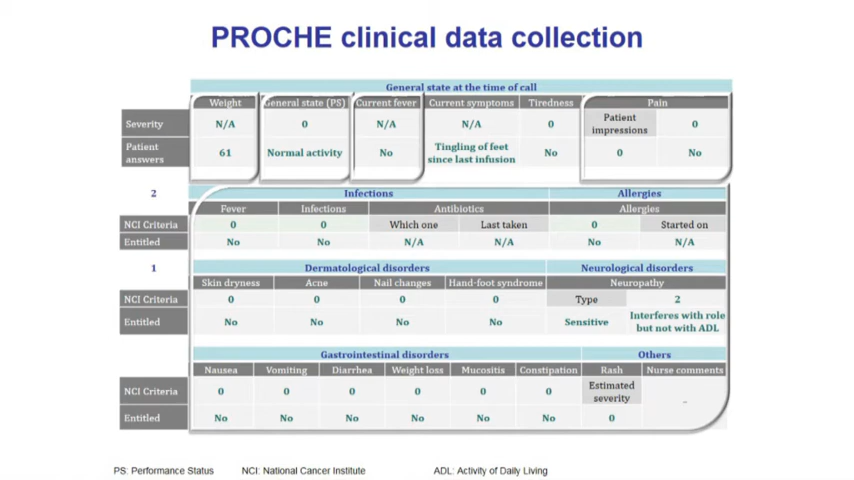 PROCHE clinical data collection
General state at the time of call
Weight General state (PS) Current fever Current symptoms Tiredness Pain
Severity N/A 0 N/A N/A 0 Patient impressions 0
Patient answers 61 Normal activity No Tingling of feet since last infusion No 0 No
2 Infections Allergies
Fever Infections Antibiotics Allergies
NCI Criteria 0 0 Which one Last taken 0 Started on
Entitled No No N/A N/A No N/A
1 Dermatological disorders Neurological disorders
Skin dryness Acne Nail changes Hand-foot syndrome Neuropathy
NCI Criteria 0 0 0 0 Type 2
Entitled No No No No Sensitive Interferes with role but not with ADL
Gastrointestinal disorders Others
Nausea Vomiting Diarrhea Weight loss Mucositis Constipation Rash Nurse comments
NCI Criteria 0 0 0 0 0 0 Estimated severity ..
Entitled No No No No No No 0
PS: Performance Status NCI: National Cancer Institute ADL: Activity of Daily Living